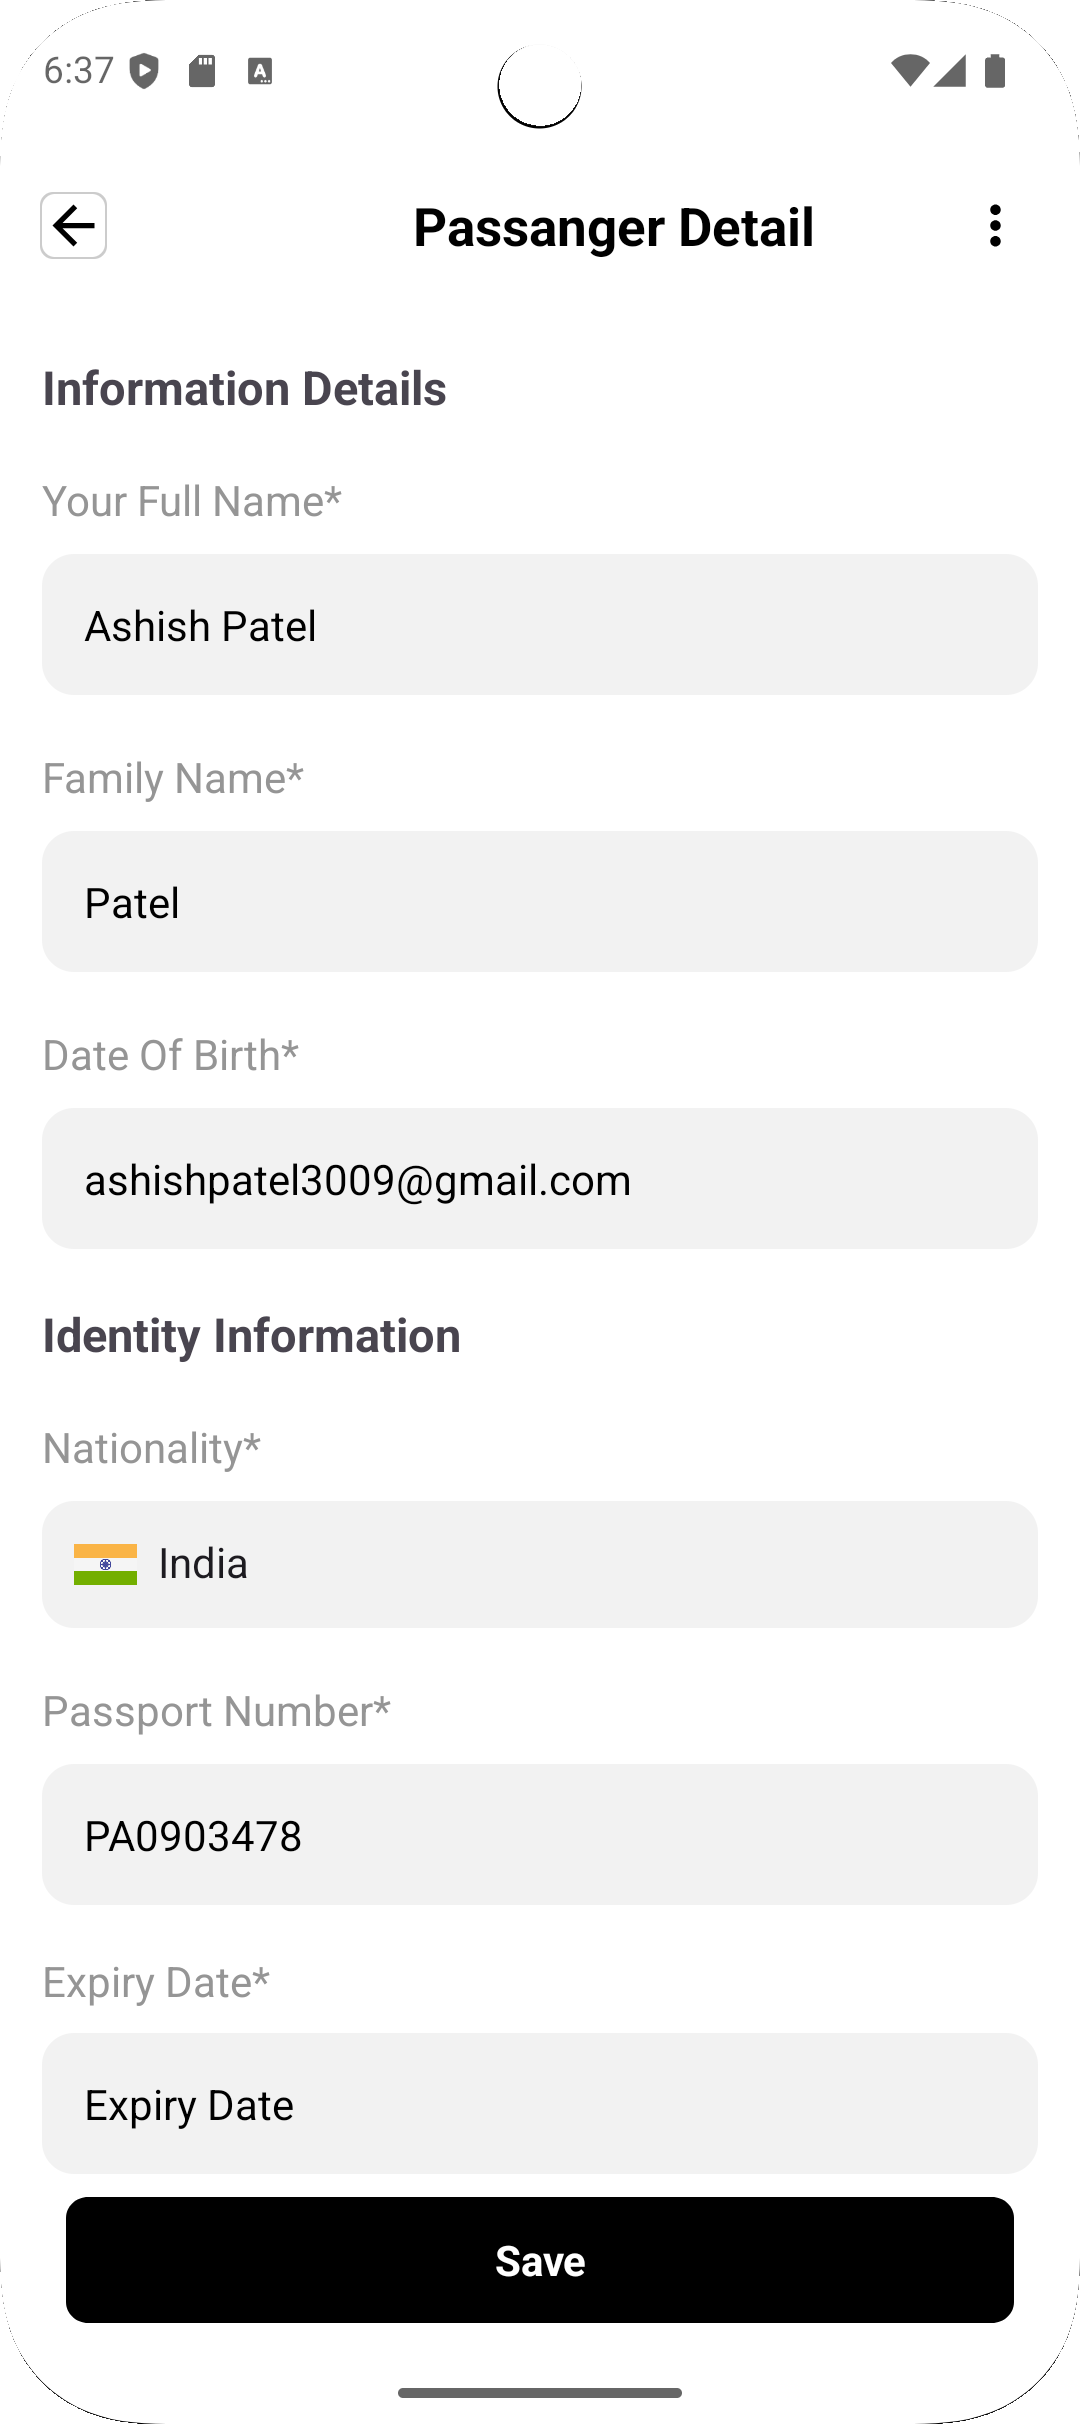 6:37
Passanger Detail
Information Details
Your Full Name*
Ashish Patel
Family Name*
Patel
Date Of Birth*
ashishpatel3009@gmail.com
Identity Information
Nationality*
India
Passport Number*
PA0903478
Expiry Date*
Expiry Date
Save